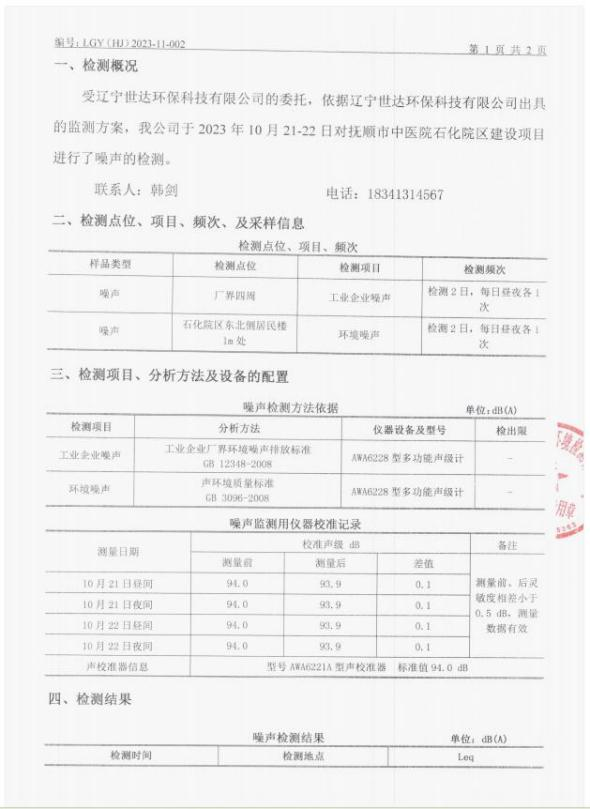 编号：LGY（HJ）2023-11-002
第 1 页 共 2 页
一、检测概况
受辽宁世达环保科技有限公司的委托，依据辽宁世达环保科技有限公司出具
的监测方案，我公司于 2023 年 10 月 21-22 日对抚顺市中医院石化院区建设项目
进行了噪声的检测。
联系人：韩剑 电话：18341314567
二、检测点位、项目、频次、及采样信息
检测点位、项目、频次
样品类型 检测点位 检测项目 检测频次
噪声 厂界四周 工业企业噪声 检测 2 日，每日昼夜各 1
次
噪声 石化院区东北侧居民楼
1m 处 环境噪声 检测 2 日，每日昼夜各 1
次
三、检测项目、分析方法及设备的配置
噪声检测方法依据 单位：dB(A)
检测项目 分析方法 仪器设备及型号 检出限
工业企业噪声 工业企业厂界环境噪声排放标准
GB 12348-2008 AWA6228 型多功能声级计 -
环境噪声 声环境质量标准
GB 3096-2008 AWA6228 型多功能声级计 -
噪声监测用仪器校准记录
测量日期 校准声级 dB 备注
测量前 测量后 差值
10 月 21 日昼间 94.0 93.9 0.1
10 月 21 日夜间 94.0 93.9 0.1
10 月 22 日昼间 94.0 93.9 0.1
10 月 22 日夜间 94.0 93.9 0.1
测量前、后灵
敏度相差小于
0.5 dB，测量
数据有效
声校准器信息 型号 AWA6221A 型声校准器 标准值 94.0 dB
四、检测结果
噪声检测结果 单位：dB(A)
检测时间 检测地点 Leq
环境检
用章